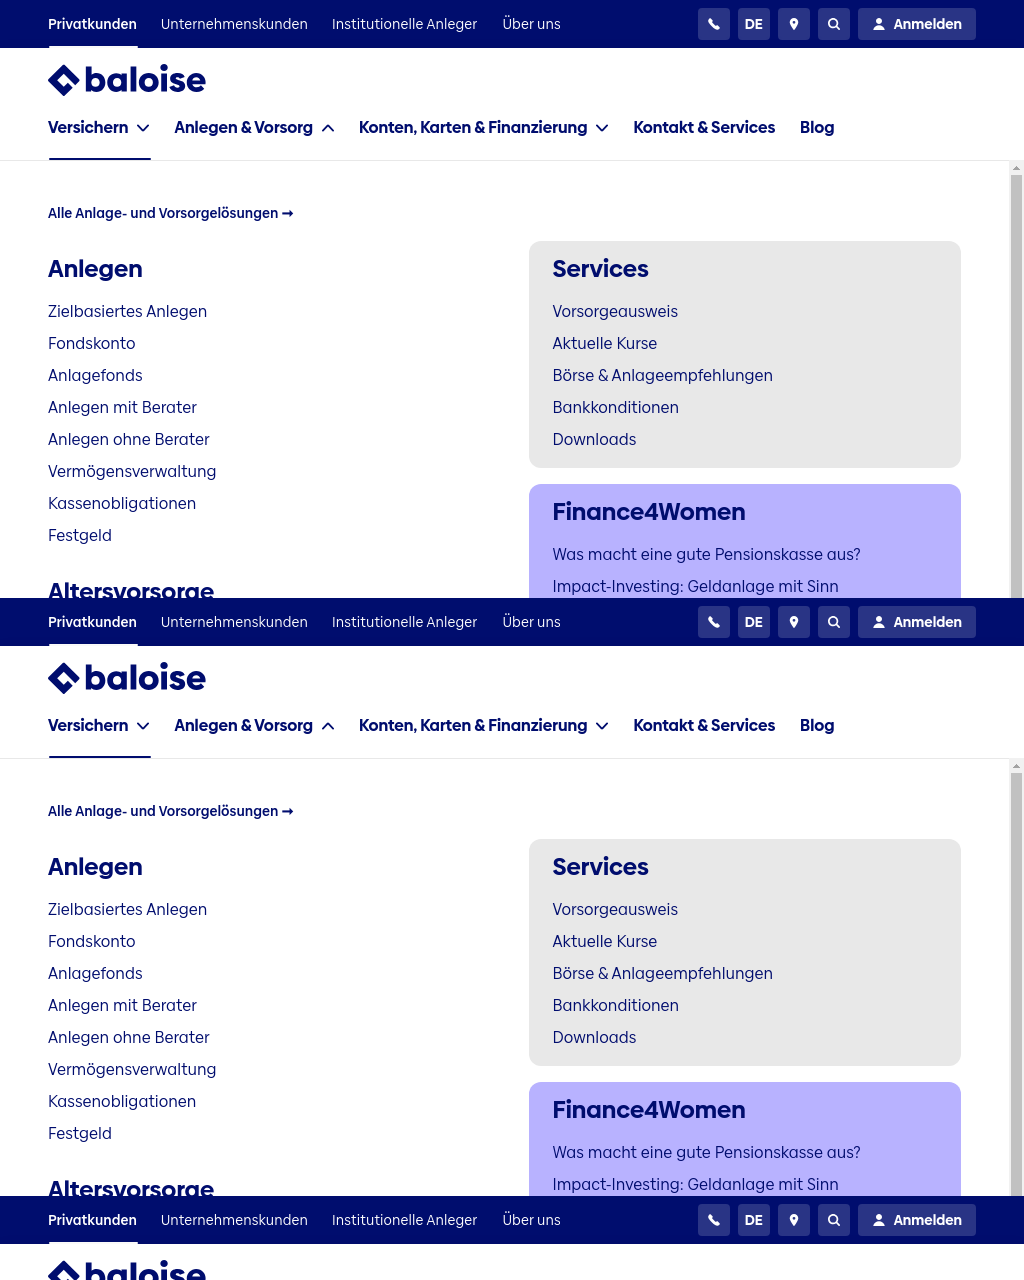 Privatkunden Unternehmenskunden Institutionelle Anleger Über uns DE Anmelden
baloise
Versichern Anlegen & Vorsorg Konten, Karten & Finanzierung Kontakt & Services Blog
Alle Anlage- und Vorsorgelösungen →
Anlegen
Zielbasiertes Anlegen
Fondskonto
Anlagefonds
Anlegen mit Berater
Anlegen ohne Berater
Vermögensverwaltung
Kassenobligationen
Festgeld
Altersvorsorge
Services
Vorsorgeausweis
Aktuelle Kurse
Börse & Anlageempfehlungen
Bankkonditionen
Downloads
Finance4Women
Was macht eine gute Pensionskasse aus?
Impact-Investing: Geldanlage mit Sinn
Privatkunden Unternehmenskunden Institutionelle Anleger Über uns DE Anmelden
baloise
Versichern Anlegen & Vorsorg Konten, Karten & Finanzierung Kontakt & Services Blog
Alle Anlage- und Vorsorgelösungen →
Anlegen
Zielbasiertes Anlegen
Fondskonto
Anlagefonds
Anlegen mit Berater
Anlegen ohne Berater
Vermögensverwaltung
Kassenobligationen
Festgeld
Altersvorsorge
Services
Vorsorgeausweis
Aktuelle Kurse
Börse & Anlageempfehlungen
Bankkonditionen
Downloads
Finance4Women
Was macht eine gute Pensionskasse aus?
Impact-Investing: Geldanlage mit Sinn
Privatkunden Unternehmenskunden Institutionelle Anleger Über uns DE Anmelden
baloise